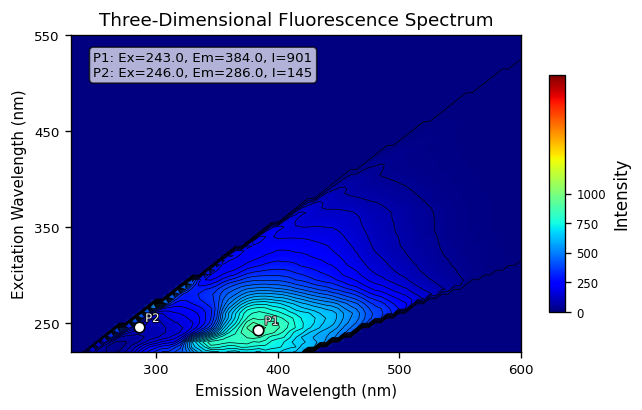 Three-Dimensional Fluorescence Spectrum
P1: Ex=243.0, Em=384.0, I=901
P2: Ex=246.0, Em=286.0, I=145
550
450
350
250
Excitation Wavelength (nm)
P2
P1
300
400
500
600
Emission Wavelength (nm)
1000
750
500
250
0
Intensity